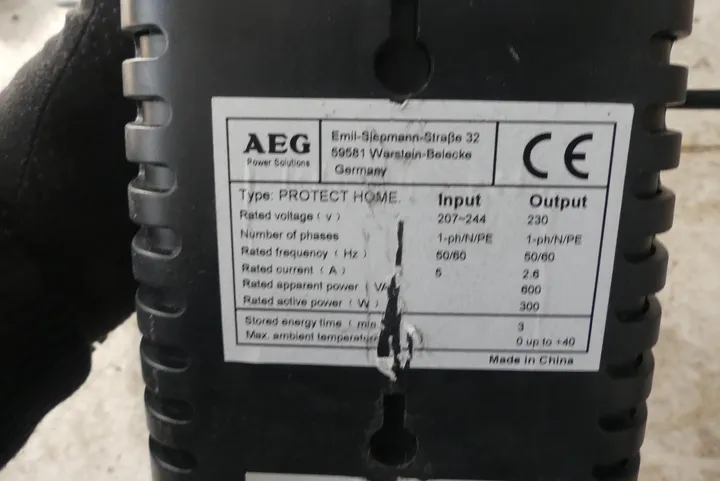 AEG
Power Solutions
Emil-Siepmann-Straße 32
59581 Warstein-Belecke
Germany
CE
Type: PROTECT HOME. Input Output
Rated voltage ( v ) 207~244 230
Number of phases 1-ph/N/PE 1-ph/N/PE
Rated frequency ( Hz ) 50/60 50/60
Rated current ( A ) 5 2.6
Rated apparent power ( VA 600
Rated active power ( W ) 300
Stored energy time ( min 3
Max. ambient temperature 0 up to +40
Made in China